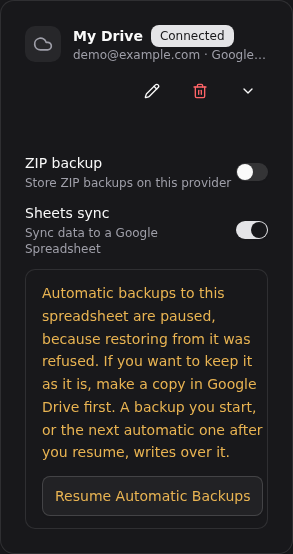 My Drive Connected
demo@example.com · Google...
ZIP backup
Store ZIP backups on this provider
Sheets sync
Sync data to a Google
Spreadsheet
Automatic backups to this
spreadsheet are paused,
because restoring from it was
refused. If you want to keep it
as it is, make a copy in Google
Drive first. A backup you start,
or the next automatic one after
you resume, writes over it.
Resume Automatic Backups